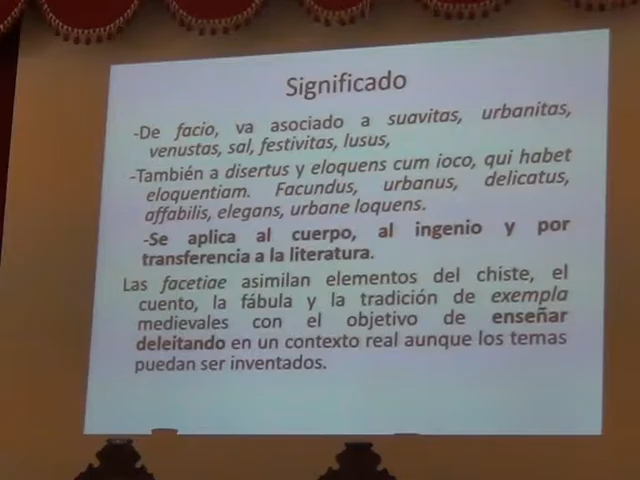 Significado
-De facio, va asociado a suavitas, urbanitas,
venustas, sal, festivitas, lusus,
-También a disertus y eloquens cum ioco, qui habet
eloquentiam. Facundus, urbanus, delicatus,
affabilis, elegans, urbane loquens.
-Se aplica al cuerpo, al ingenio y por
transferencia a la literatura.
Las facetiae asimilan elementos del chiste, el
cuento, la fábula y la tradición de exempla
medievales con el objetivo de enseñar
deleitando en un contexto real aunque los temas
puedan ser inventados.